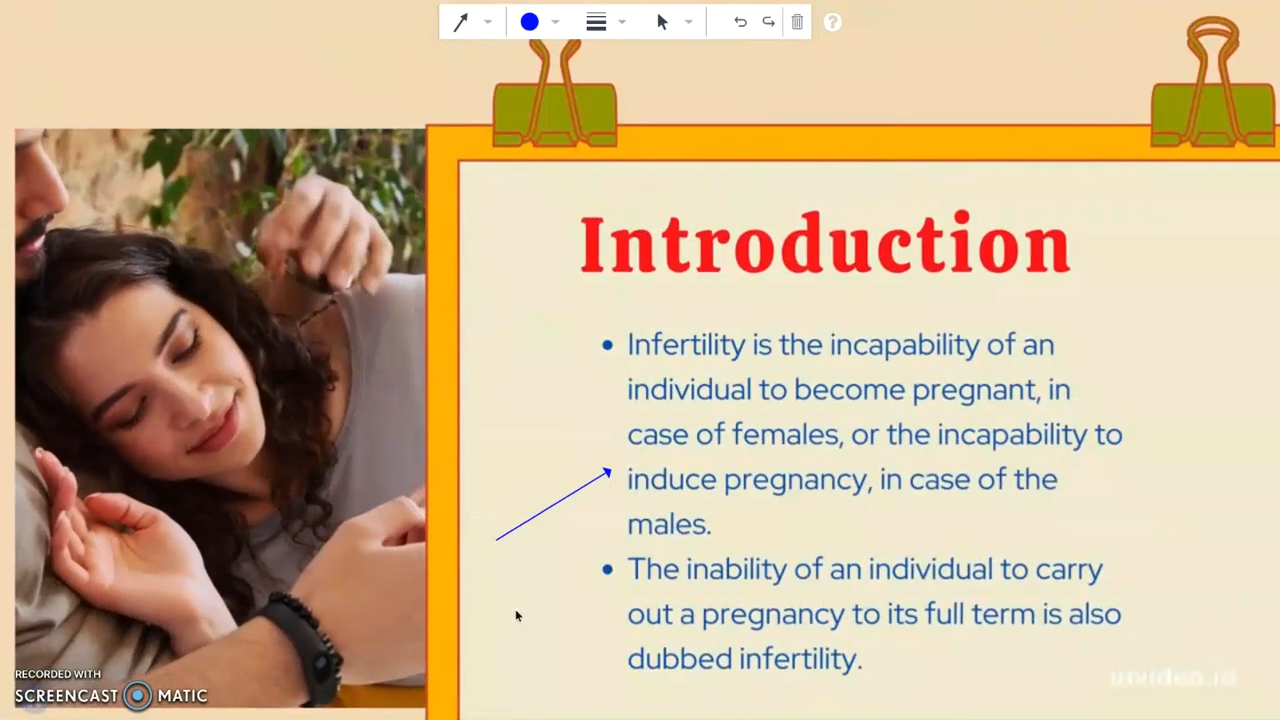 Introduction
• Infertility is the incapability of an
individual to become pregnant, in
case of females, or the incapability to
induce pregnancy, in case of the
males.
• The inability of an individual to carry
out a pregnancy to its full term is also
dubbed infertility.
RECORDED WITH
SCREENCAST MATIC
invideo.io
?